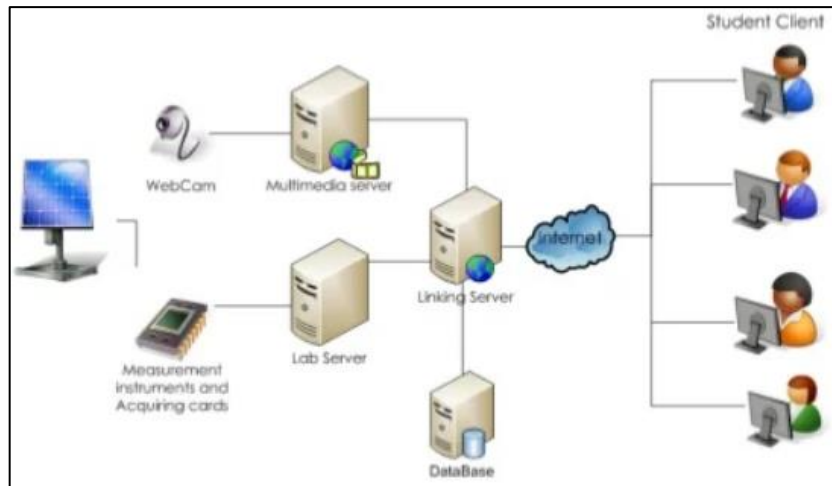 Student Client
WebCam
Multimedia server
internet
Linking Server
Lab Server
Measurement
instruments and
Acquiring cards
DataBase